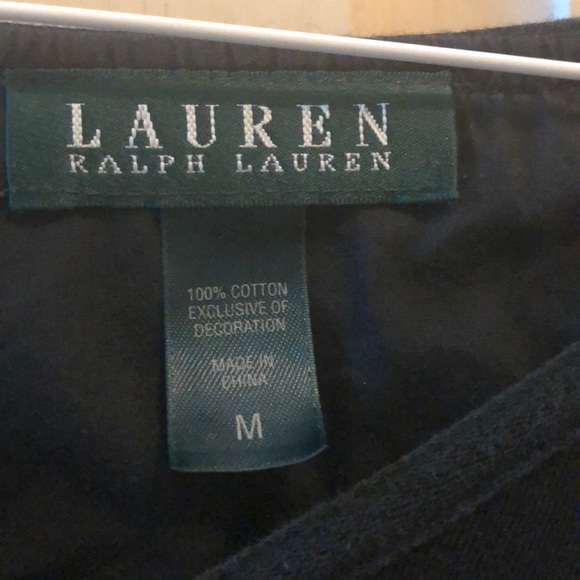 LAUREN
RALPH LAUREN
100% COTTON
EXCLUSIVE OF
DECORATION
MADE IN
CHINA
M